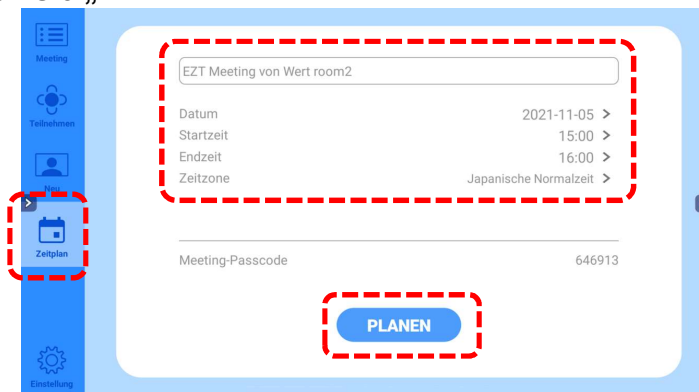 Meeting
Teilnehmen
Neu
Zeitplan
Einstellung
EZT Meeting von Wert room2
Datum 2021-11-05 >
Startzeit 15:00 >
Endzeit 16:00 >
Zeitzone Japanische Normalzeit >
Meeting-Passcode 646913
PLANEN